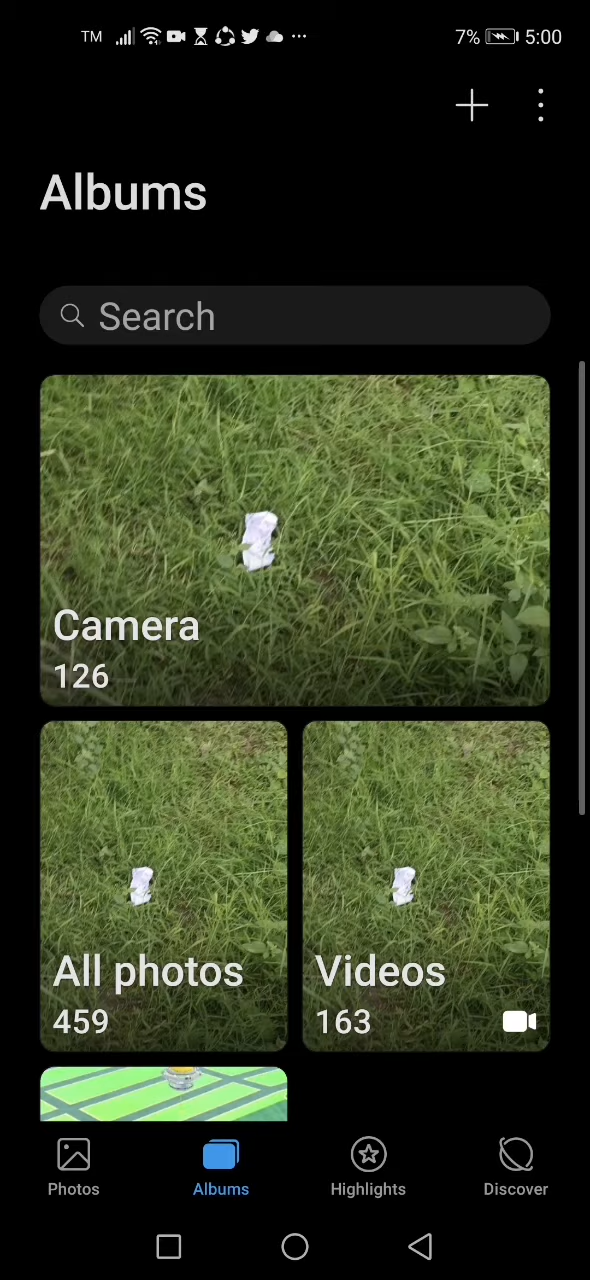 TM 7% 5:00
Albums
Search
Camera
126
All photos
459
Videos
163
Photos Albums Highlights Discover